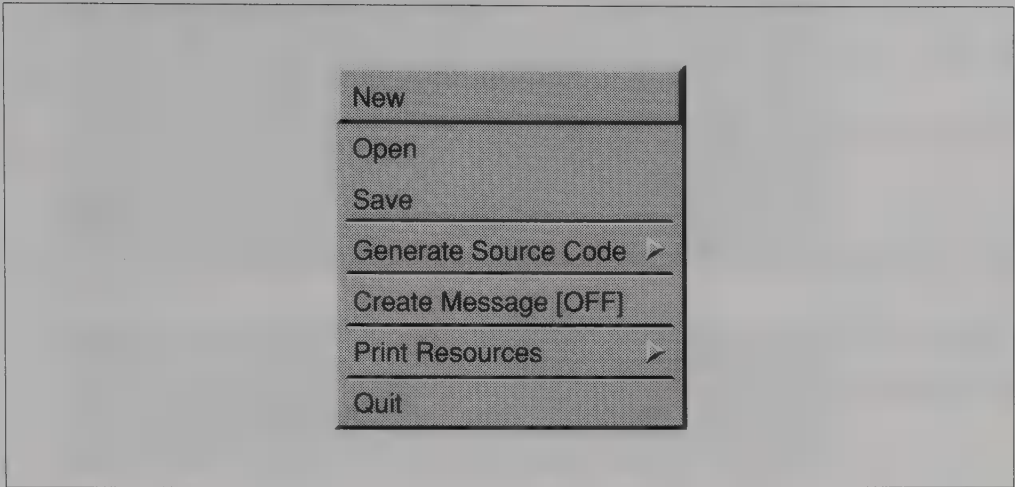 New
Open
Save
Generate Source Code
Create Message [OFF]
Print Resources
Quit